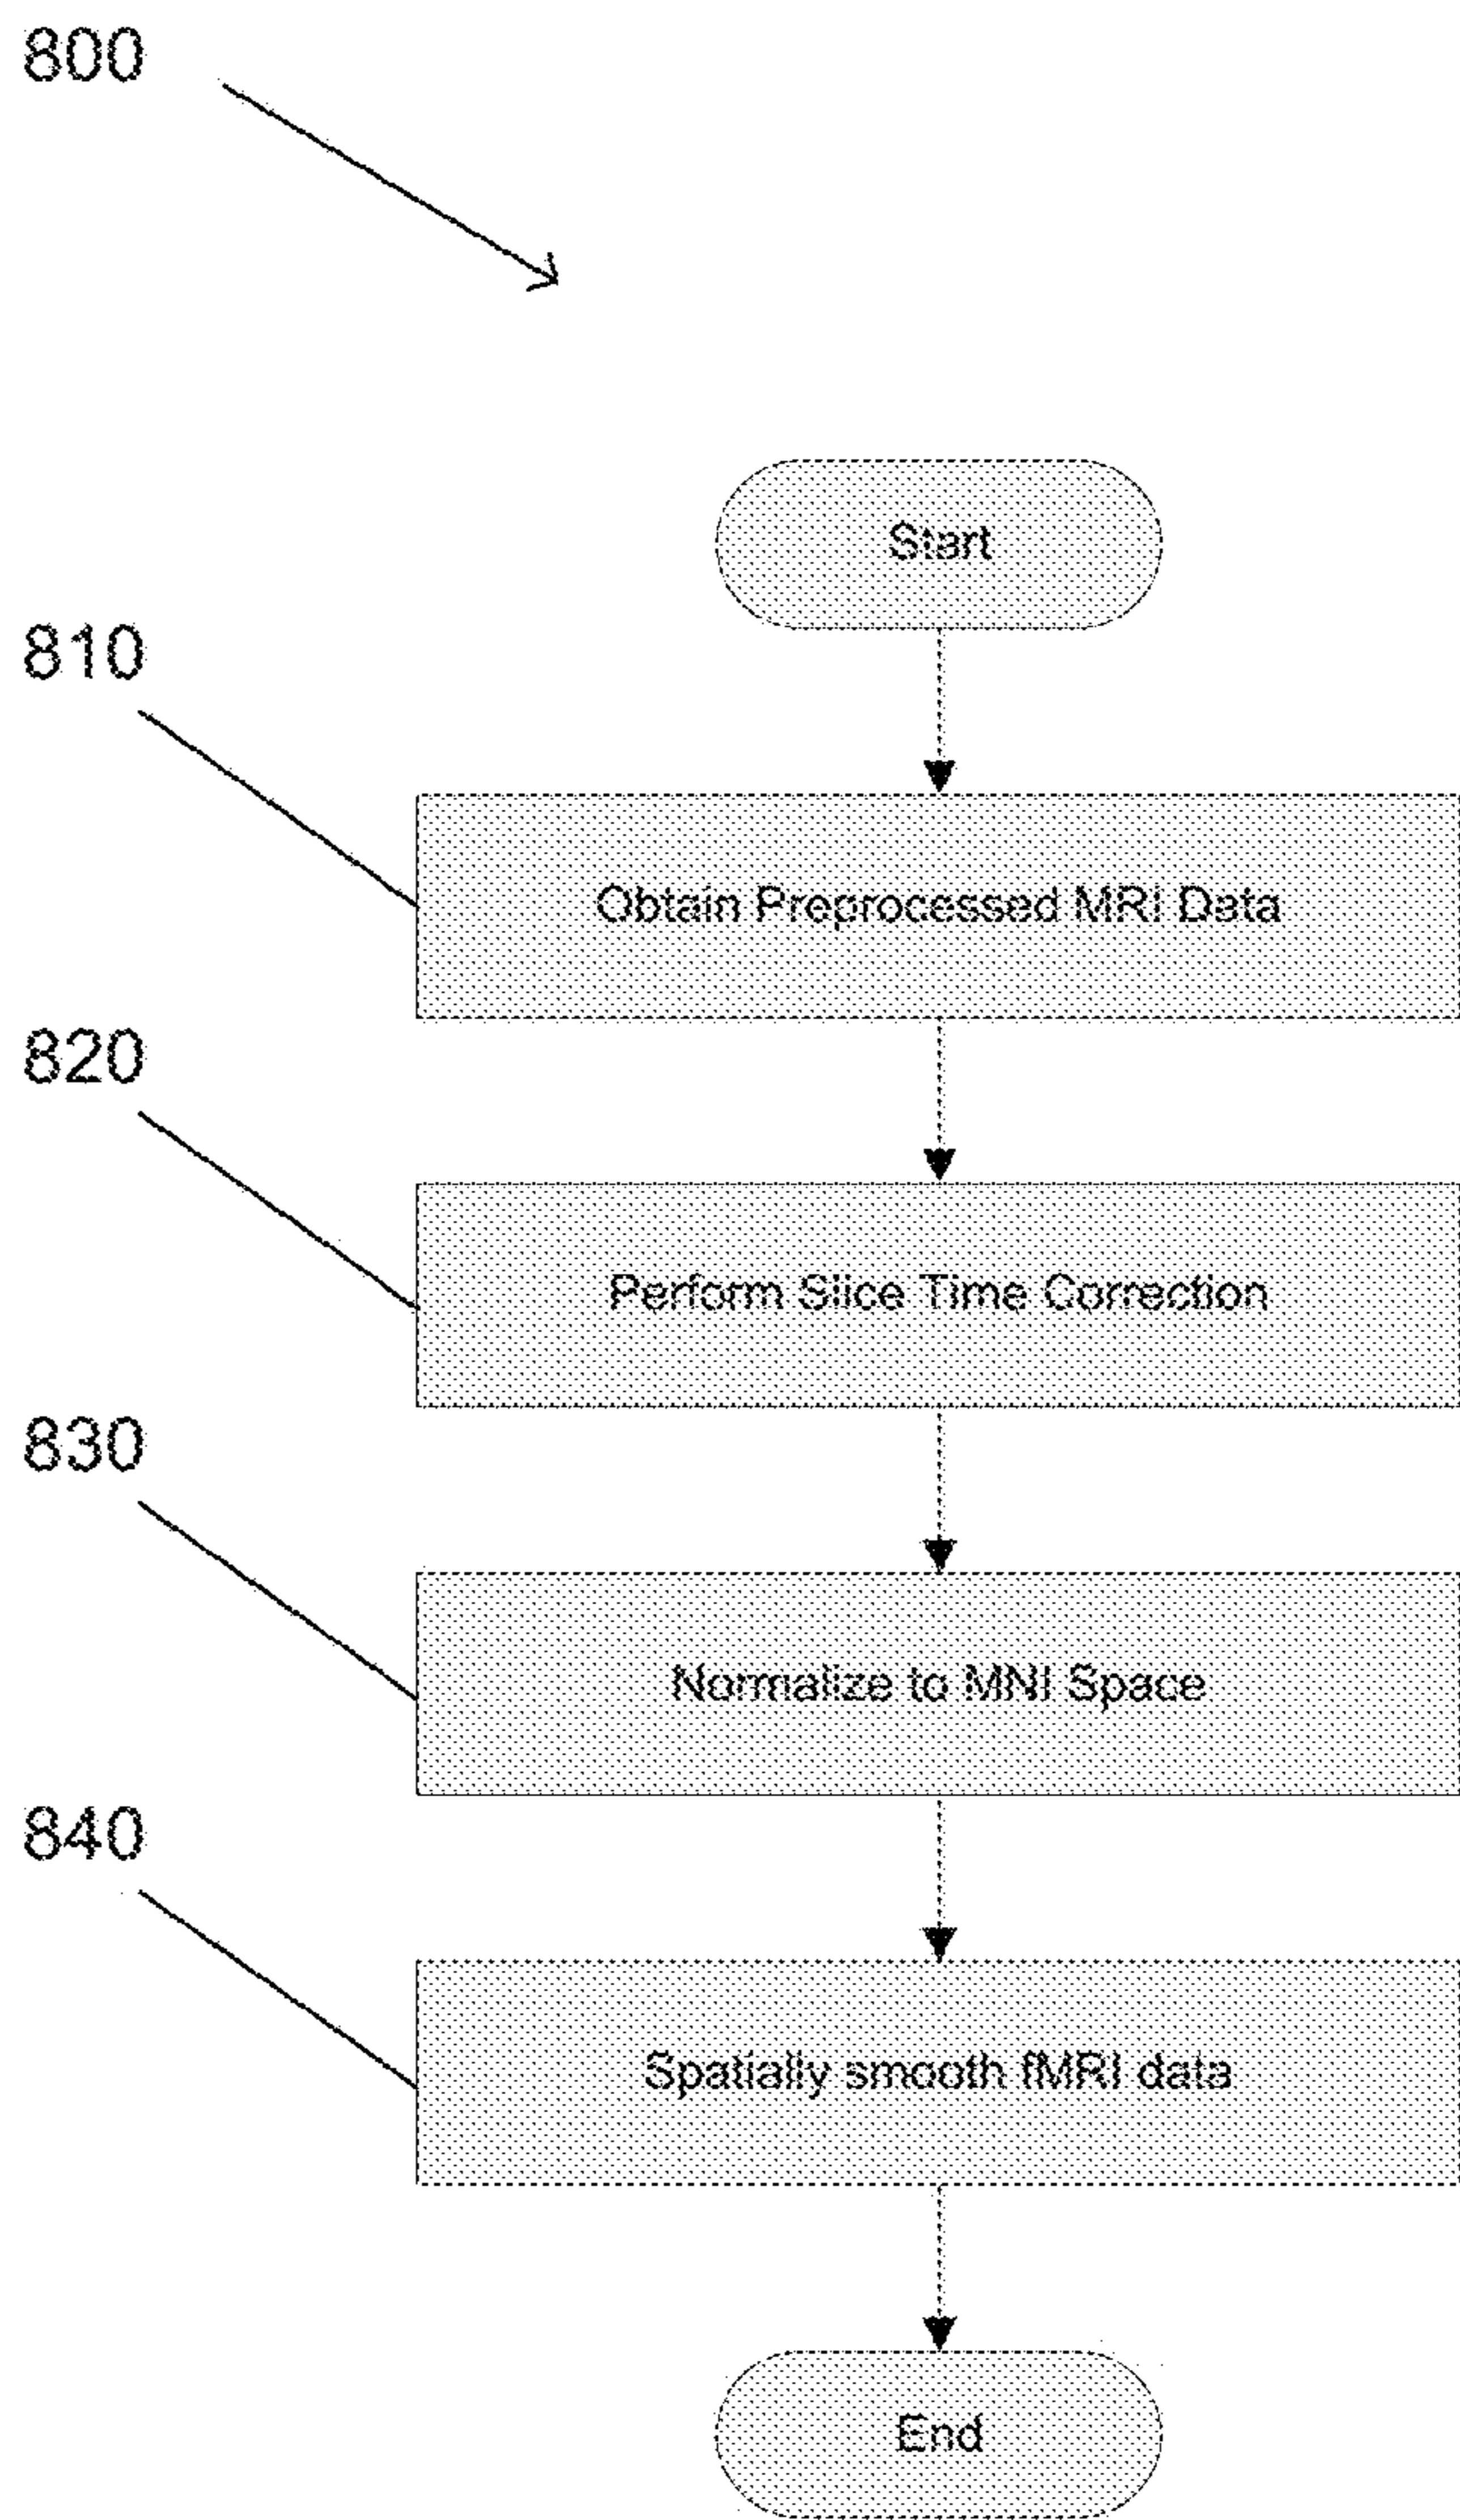 800
Start
810
Obtain Preprocessed MRI Data
820
Perform Slice Time Correction
830
Normalize to MNI Space
840
Spatially smooth fMRI data
End